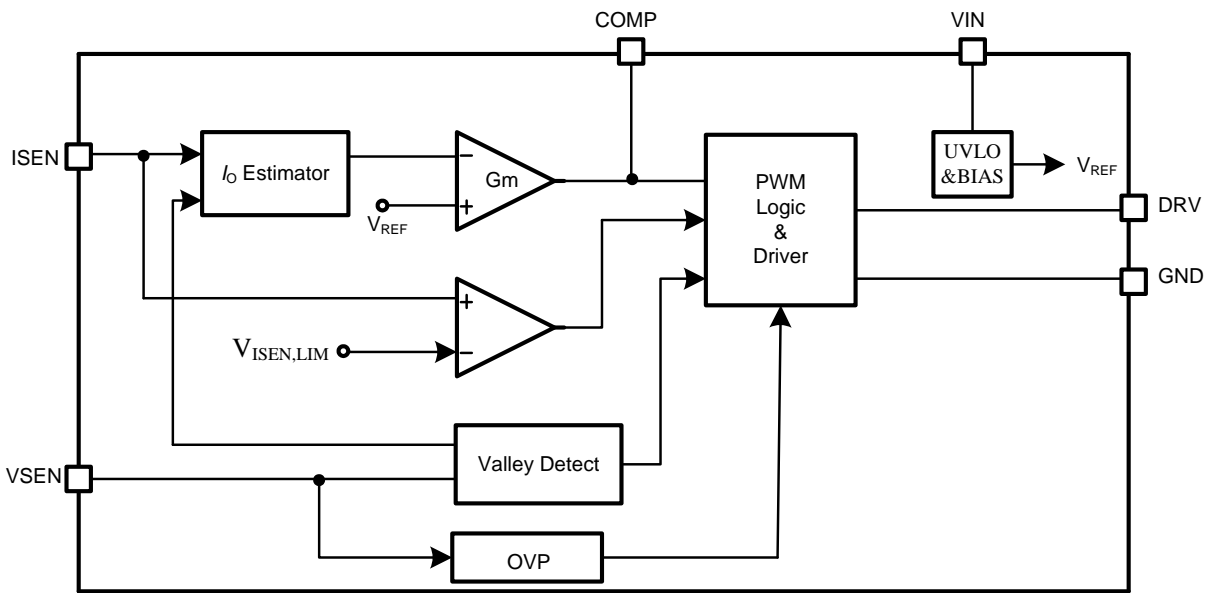 COMP
VIN
ISEN
IO Estimator
−
Gm
+
VREF
PWM
Logic
&
Driver
UVLO
&BIAS
VREF
DRV
GND
+
−
VISEN,LIM
VSEN
Valley Detect
OVP